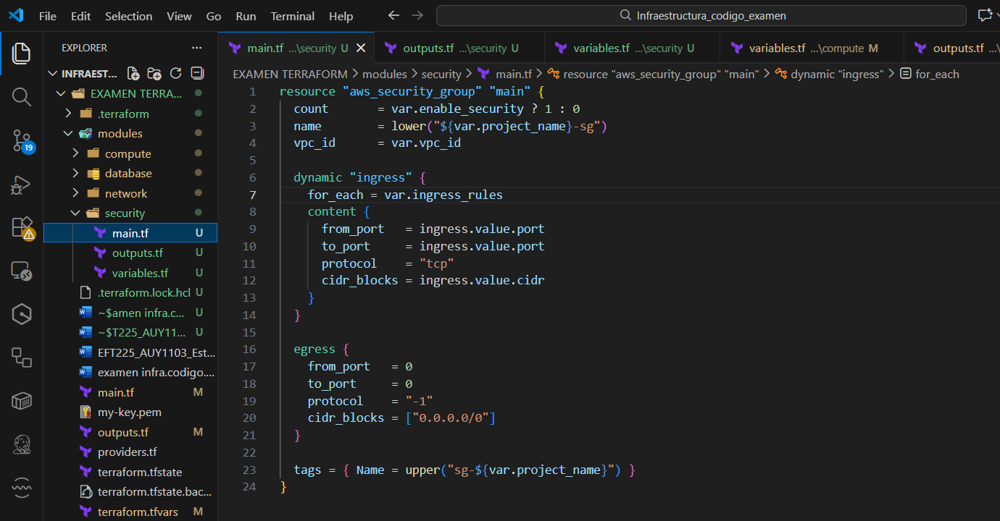 File Edit Selection View Go Run Terminal Help
Infraestructura_codigo_examen
EXPLORER ...
main.tf ...\security U
outputs.tf ...\security U
variables.tf ...\security U
variables.tf ...\compute M
outputs.tf ...\
INFRAEST...
EXAMEN TERRA...
.terraform
modules
compute
database
network
security
main.tf U
outputs.tf U
variables.tf U
.terraform.lock.hcl U
~$amen infra.c... U
~$T225_AUY11... U
EFT225_AUY1103_Est...
examen infra.codigo....
main.tf M
my-key.pem
outputs.tf M
providers.tf
terraform.tfstate
terraform.tfstate.bac...
terraform.tfvars M
19
EXAMEN TERRAFORM > modules > security > main.tf > resource "aws_security_group" "main" > dynamic "ingress" > for_each
1 resource "aws_security_group" "main" {
2 count = var.enable_security ? 1 : 0
3 name = lower("${var.project_name}-sg")
4 vpc_id = var.vpc_id
5
6 dynamic "ingress" {
7 for_each = var.ingress_rules
8 content {
9 from_port = ingress.value.port
10 to_port = ingress.value.port
11 protocol = "tcp"
12 cidr_blocks = ingress.value.cidr
13 }
14 }
15
16 egress {
17 from_port = 0
18 to_port = 0
19 protocol = "-1"
20 cidr_blocks = ["0.0.0.0/0"]
21 }
22
23 tags = { Name = upper("sg-${var.project_name}") }
24 }